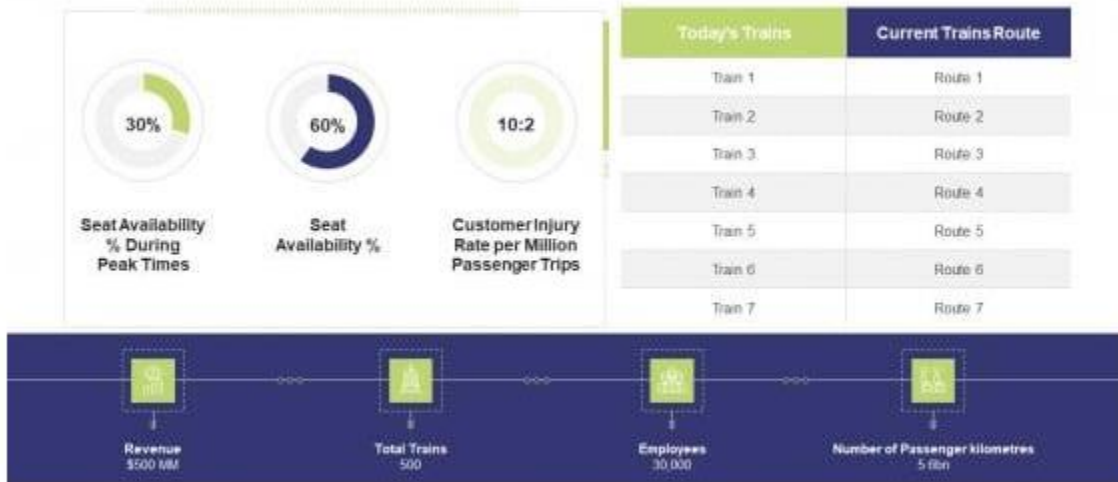 30%
60%
10:2
Seat Availability
% During
Peak Times
Seat
Availability %
Customer Injury
Rate per Million
Passenger Trips
Today's Trains Current Trains Route
Train 1 Route 1
Train 2 Route 2
Train 3 Route 3
Train 4 Route 4
Train 5 Route 5
Train 6 Route 6
Train 7 Route 7
Revenue
$500 MM
Total Trains
500
Employees
30,000
Number of Passenger kilometres